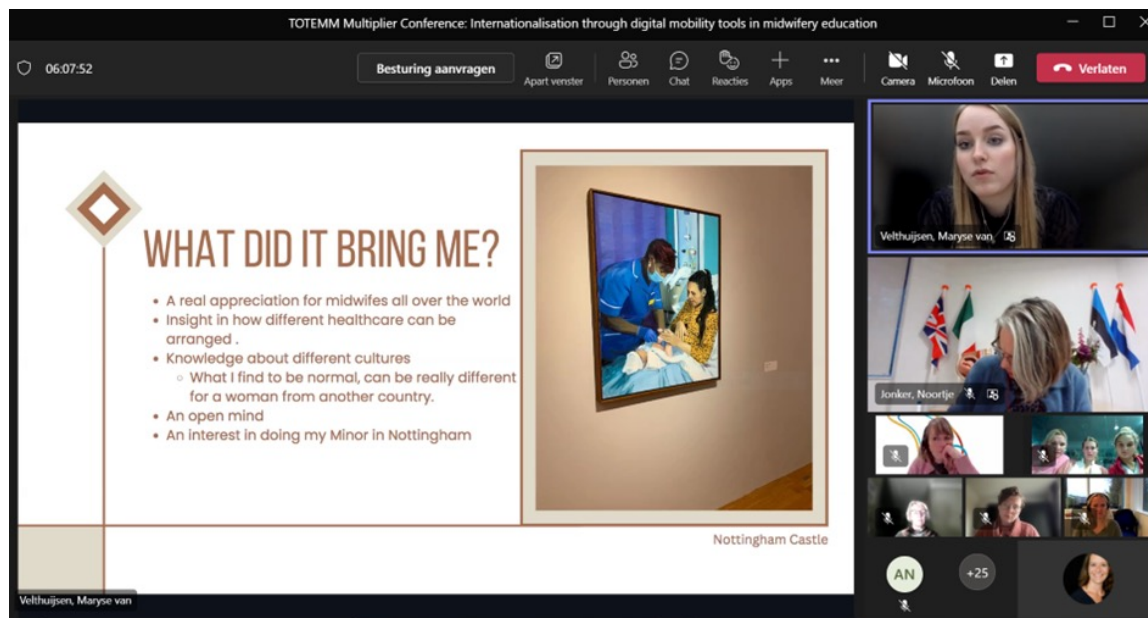 TOTEMM Multiplier Conference: Internationalisation through digital mobility tools in midwifery education
06:07:52
Besturing aanvragen
Apart venster
Personen
Chat
Reacties
Apps
Meer
Camera
Microfoon
Delen
Verlaten
WHAT DID IT BRING ME?
• A real appreciation for midwifes all over the world
• Insight in how different healthcare can be
arranged .
• Knowledge about different cultures
◦ What I find to be normal, can be really different
for a woman from another country.
• An open mind
• An interest in doing my Minor in Nottingham
Nottingham Castle
Velthuijsen, Maryse van
Velthuijsen, Maryse van
Jonker, Noortje
AN
+25